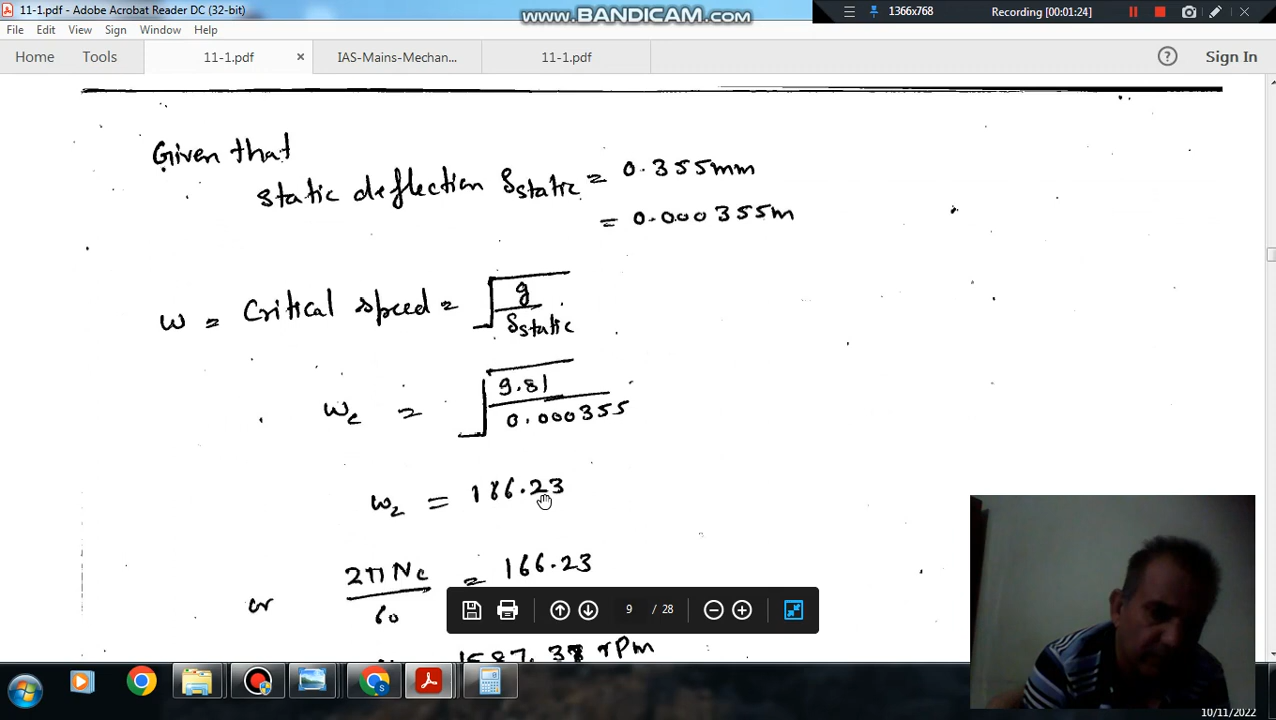 11-1.pdf - Adobe Acrobat Reader DC (32-bit)
www.BANDICAM.com
1366x768
Recording [00:01:24]
File Edit View Sign Window Help
Home Tools 11-1.pdf × IAS-Mains-Mechan... 11-1.pdf ? Sign In
Given that
static deflection δstatic = 0.355mm
= 0.000355m
w = Critical speed = √g/δstatic
wc = √9.81/0.000355
wc = 166.23
or 2πNc/60 = 166.23
1587.38 rPm
9 / 28
10/11/2022